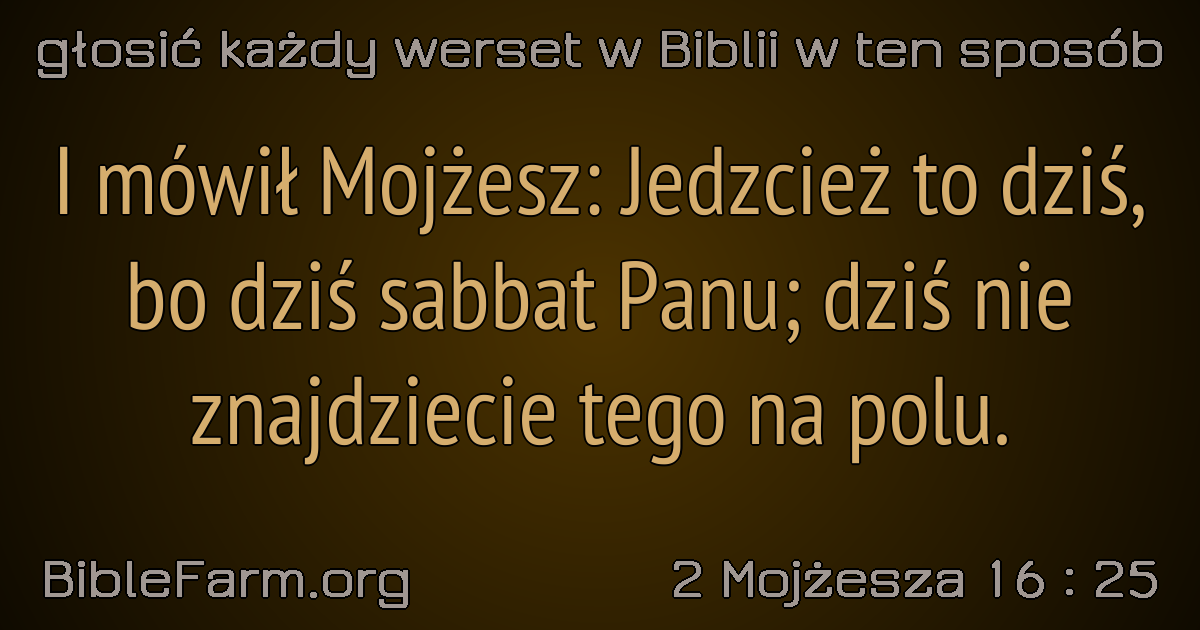 głosić każdy werset w Biblii w ten sposób
I mówił Mojżesz: Jedzcież to dziś,
bo dziś sabbat Panu; dziś nie
znajdziecie tego na polu.
BibleFarm.org
2 Mojżesza 16 : 25